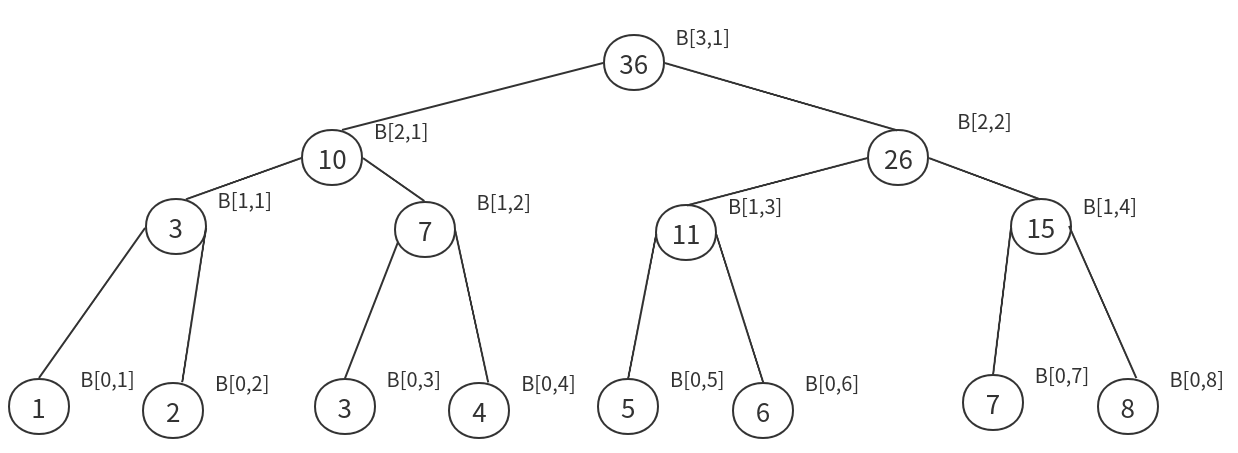 36 B[3,1]
10 B[2,1]
26 B[2,2]
3 B[1,1]
7 B[1,2]
11 B[1,3]
15 B[1,4]
1 B[0,1]
2 B[0,2]
3 B[0,3]
4 B[0,4]
5 B[0,5]
6 B[0,6]
7 B[0,7]
8 B[0,8]